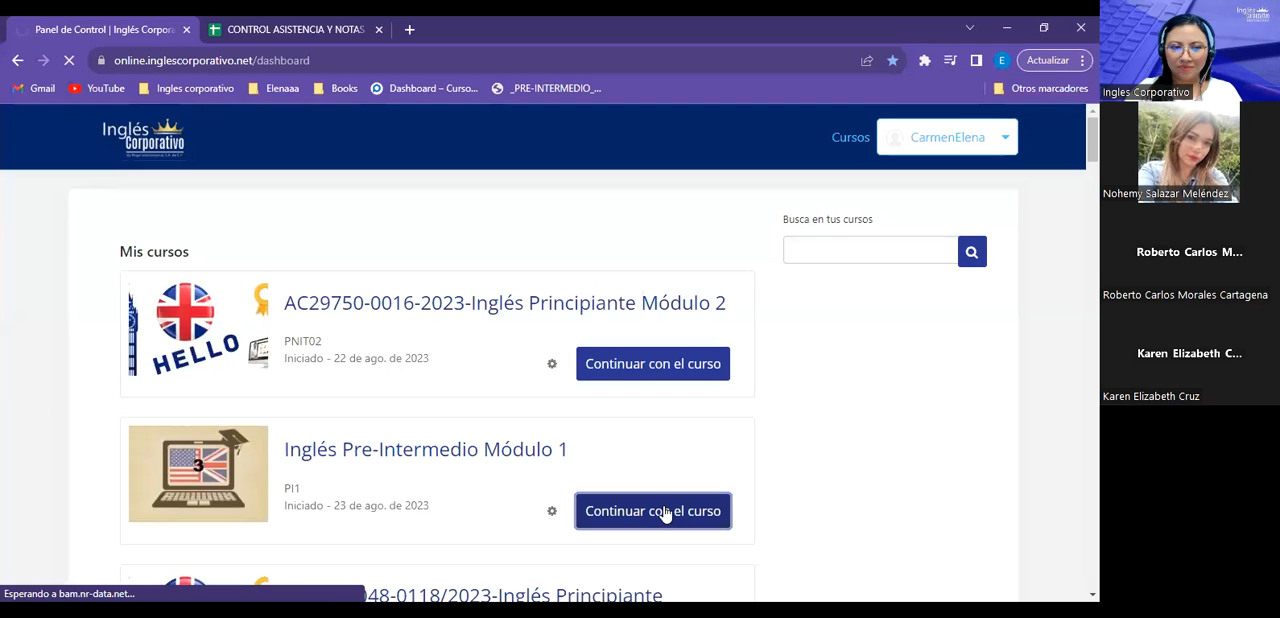 Panel de Control | Inglés Corpora
CONTROL ASISTENCIA Y NOTAS
online.inglescorporativo.net/dashboard
E
Actualizar
Gmail
YouTube
Ingles corporativo
Elenaaa
Books
Dashboard – Curso...
_PRE-INTERMEDIO_...
Otros marcadores
Inglés
Corporativo
Cursos
CarmenElena
Busca en tus cursos
Mis cursos
HELLO
AC29750-0016-2023-Inglés Principiante Módulo 2
PNIT02
Iniciado - 22 de ago. de 2023
Continuar con el curso
3
Inglés Pre-Intermedio Módulo 1
PI1
Iniciado - 23 de ago. de 2023
Continuar con el curso
048-0118/2023-Inglés Principiante
Esperando a bam.nr-data.net...
Inglés
Corporativo
Ingles Corporativo
Nohemy Salazar Meléndez
Roberto Carlos M...
Roberto Carlos Morales Cartagena
Karen Elizabeth C...
Karen Elizabeth Cruz